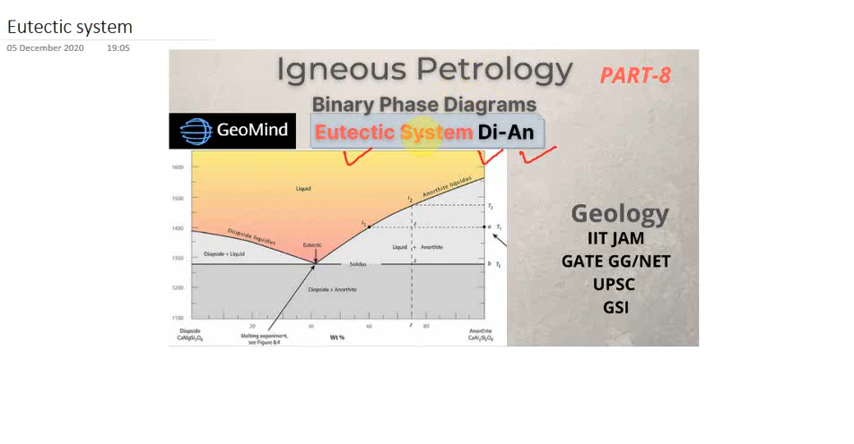 Eutectic system
05 December 2020 19:05
Igneous Petrology
PART-8
Binary Phase Diagrams
GeoMind
Eutectic System Di-An
1600
1500
1400
1300
1200
1100
Liquid
Anorthite liquidus
Diopside liquidus
Eutectic
Diopside + Liquid
Liquid + Anorthite
Solidus
Diopside + Anorthite
20
40
60
80
Diopside
CaMgSi₂O₆
Melting experiment,
see Figure 8.4
Wt %
Anorthite
CaAl₂Si₂O₈
Geology
IIT JAM
GATE GG/NET
UPSC
GSI